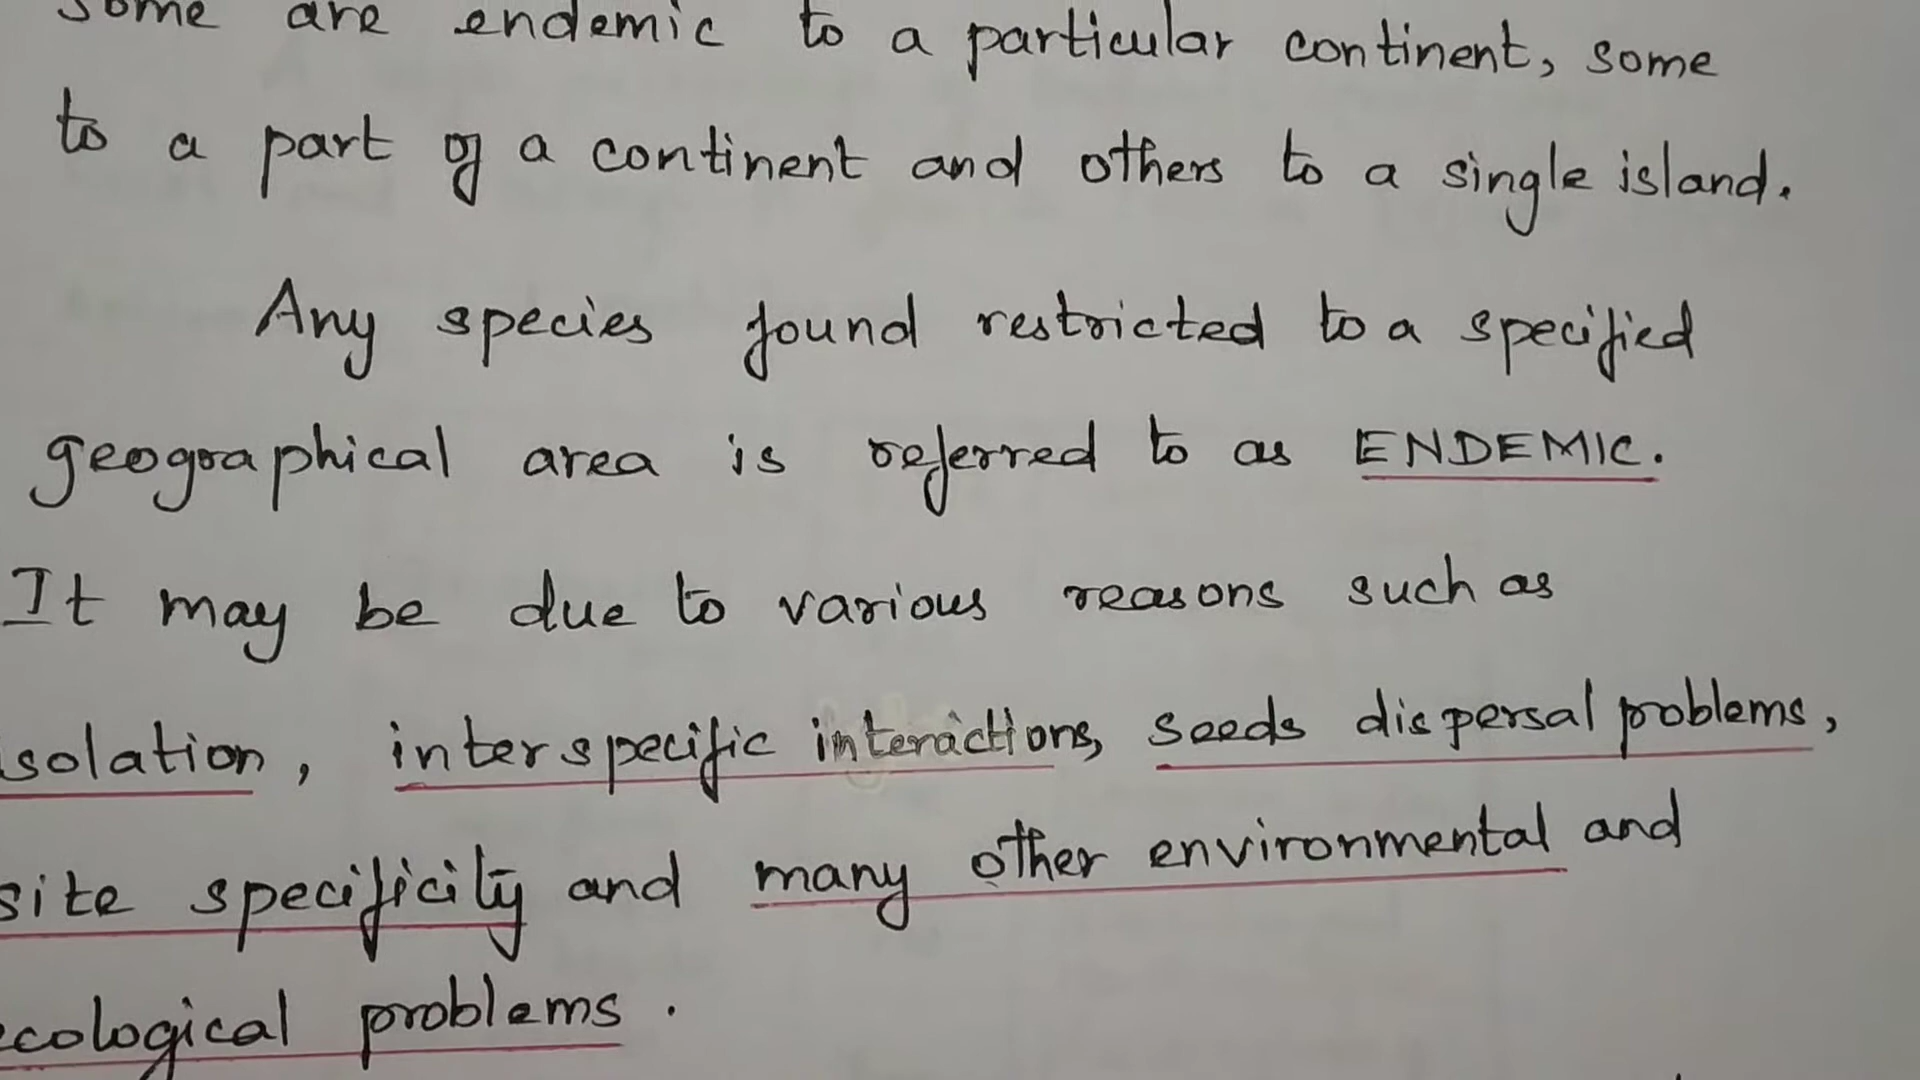 Some are endemic to a particular continent, some
to a part of a continent and others to a single island.
Any species found restricted to a specified
geographical area is referred to as ENDEMIC.
It may be due to various reasons such as
solation, interspecific interactions, seeds dispersal problems,
site specificity and many other environmental and
ecological problems.